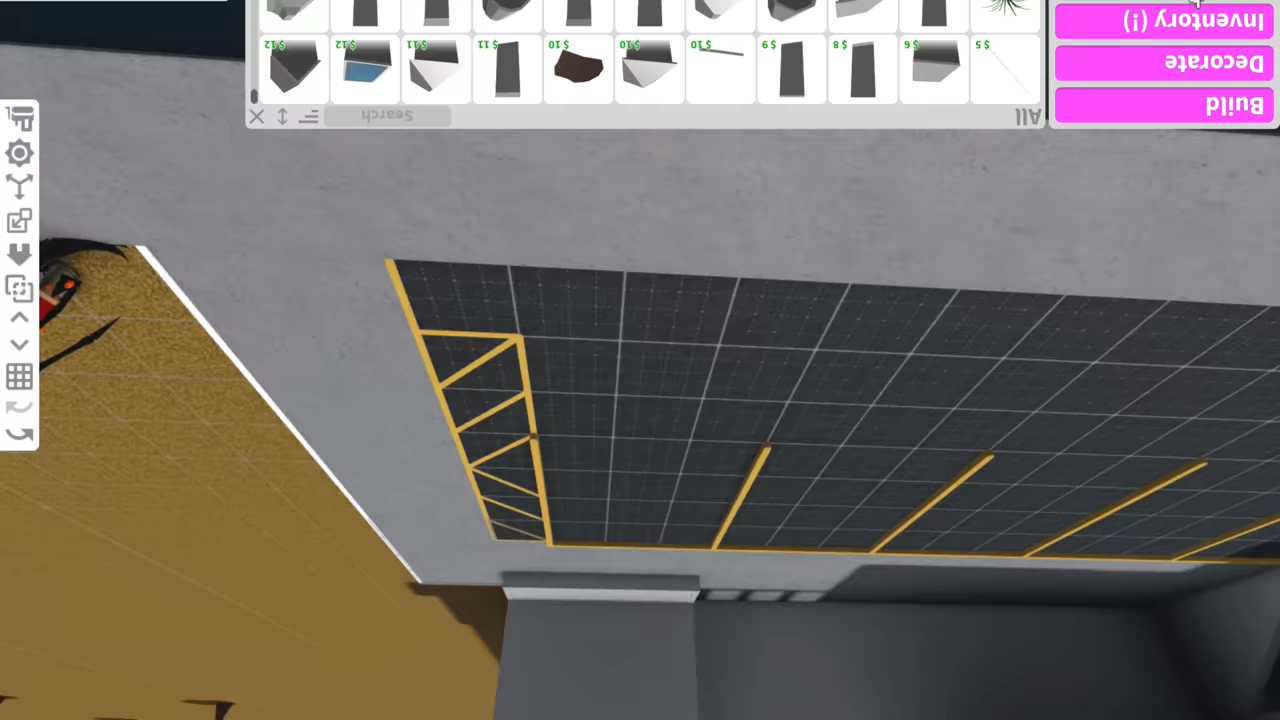 Build
Decorate
Inventory (!)
All
Search
$ 5
$ 6
$ 8
$ 9
$ 10
$ 10
$ 10
$ 11
$ 11
$ 12
$ 12